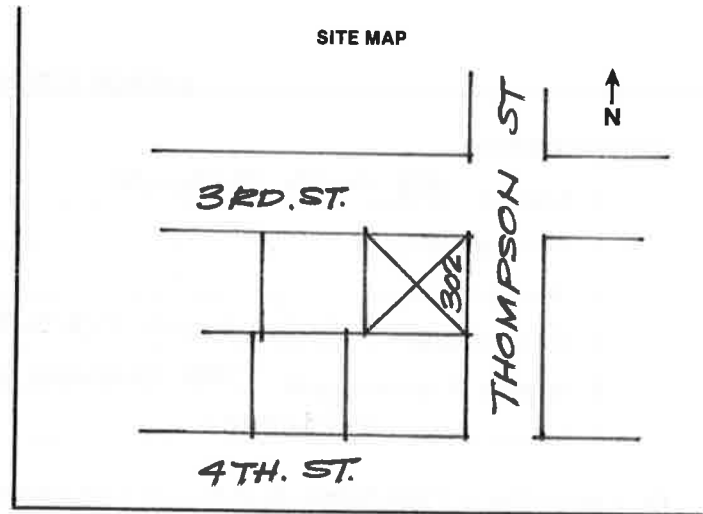 SITE MAP
THOMPSON ST
N
3RD. ST.
302
4TH. ST.